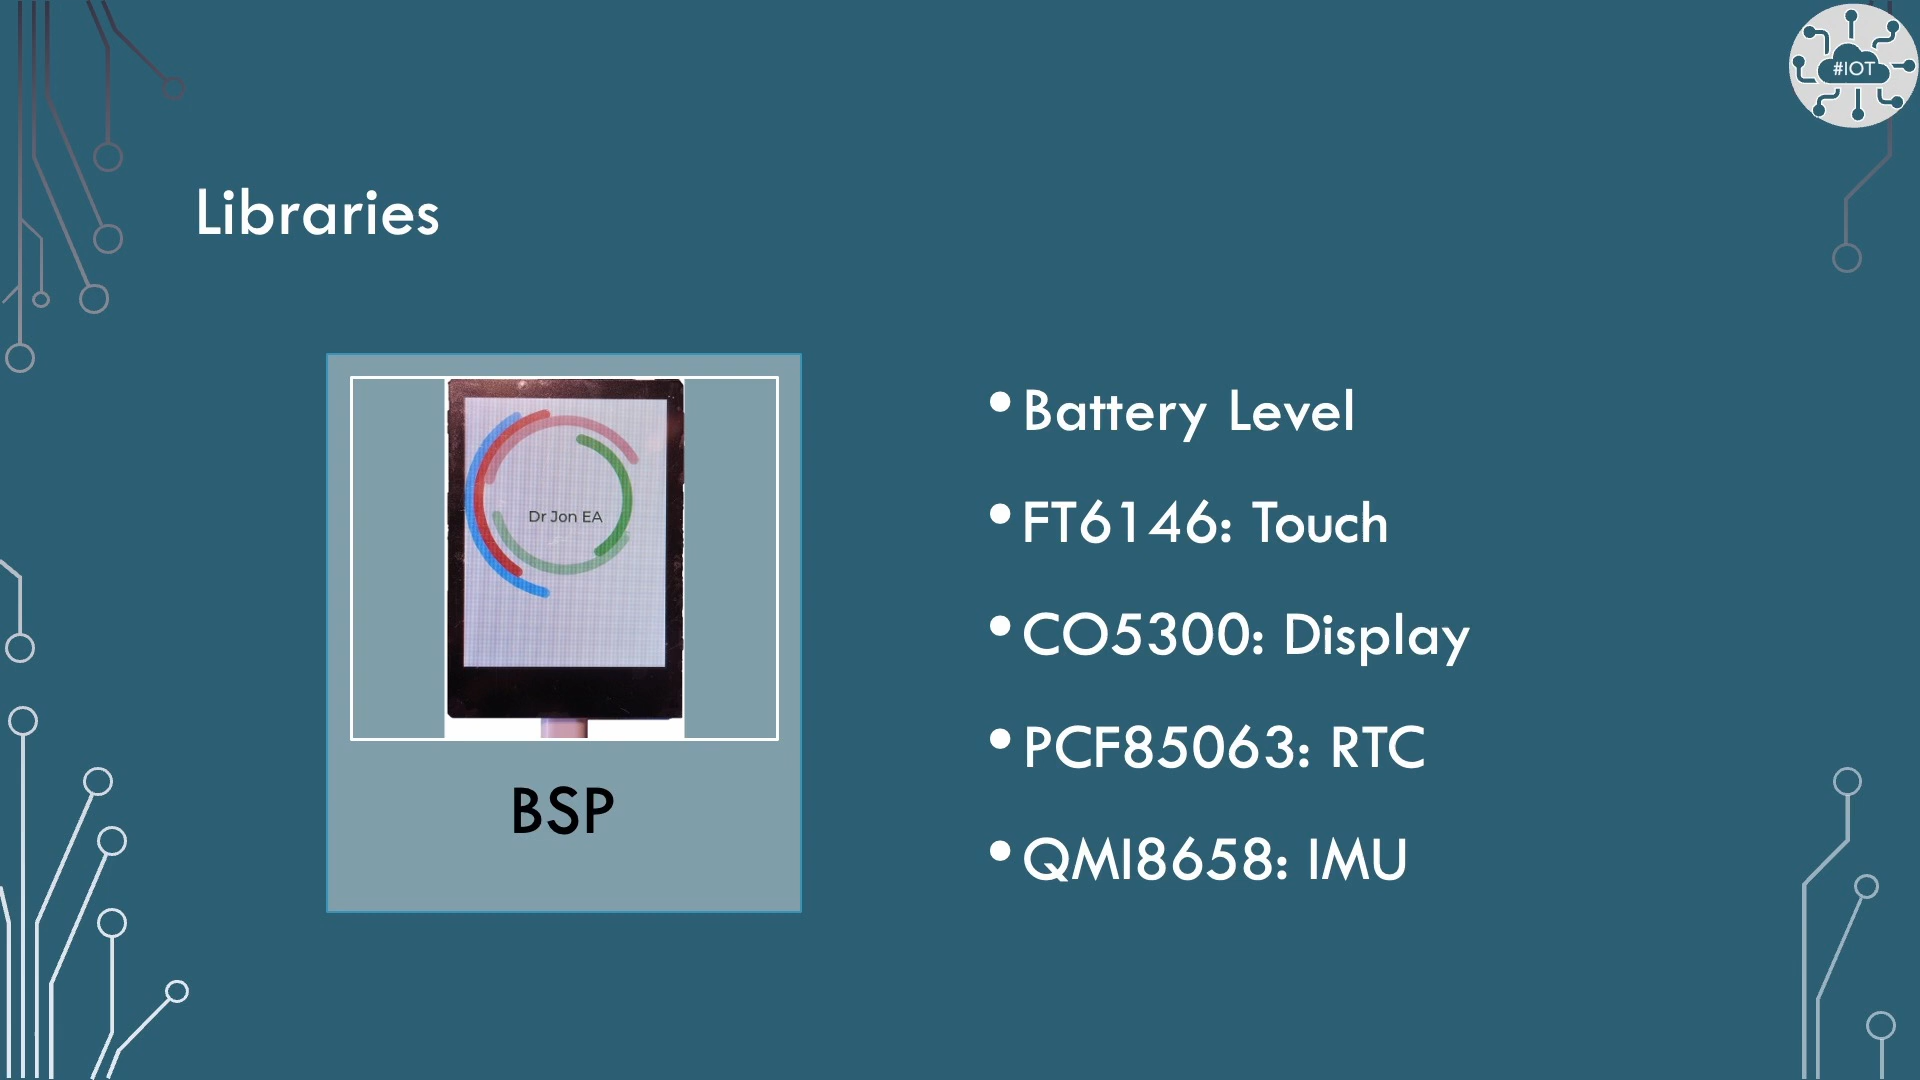 #IOT
Libraries
Dr Jon EA
BSP
• Battery Level
• FT6146: Touch
• CO5300: Display
• PCF85063: RTC
• QMI8658: IMU